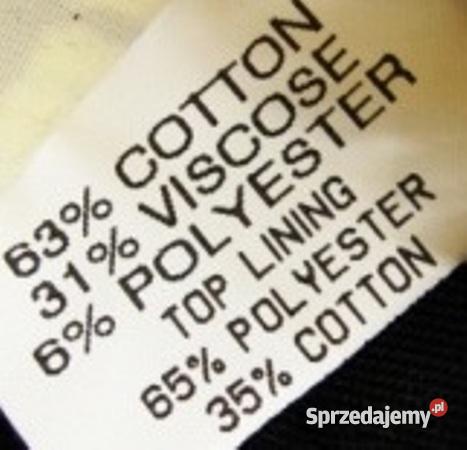 63% COTTON
31% VISCOSE
6% POLYESTER
TOP LINING
65% POLYESTER
35% COTTON
Sprzedajemy.pl